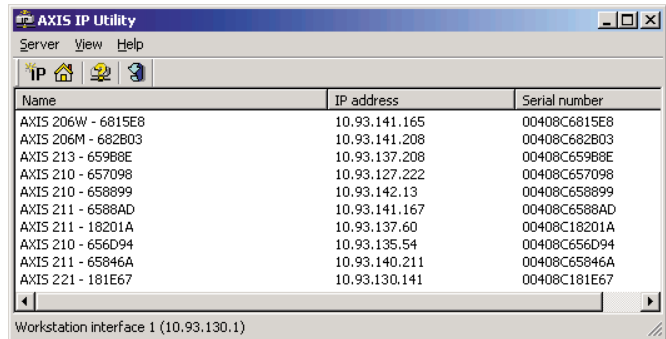 AXIS IP Utility
Server View Help
IP
Name IP address Serial number
AXIS 206W - 6815E8 10.93.141.165 00408C6815E8
AXIS 206M - 682B03 10.93.141.208 00408C682B03
AXIS 213 - 659B8E 10.93.137.208 00408C659B8E
AXIS 210 - 657098 10.93.127.222 00408C657098
AXIS 210 - 658899 10.93.142.13 00408C658899
AXIS 211 - 6588AD 10.93.141.167 00408C6588AD
AXIS 211 - 18201A 10.93.137.60 00408C18201A
AXIS 210 - 656D94 10.93.135.54 00408C656D94
AXIS 211 - 65846A 10.93.140.211 00408C65846A
AXIS 221 - 181E67 10.93.130.141 00408C181E67
Workstation interface 1 (10.93.130.1)